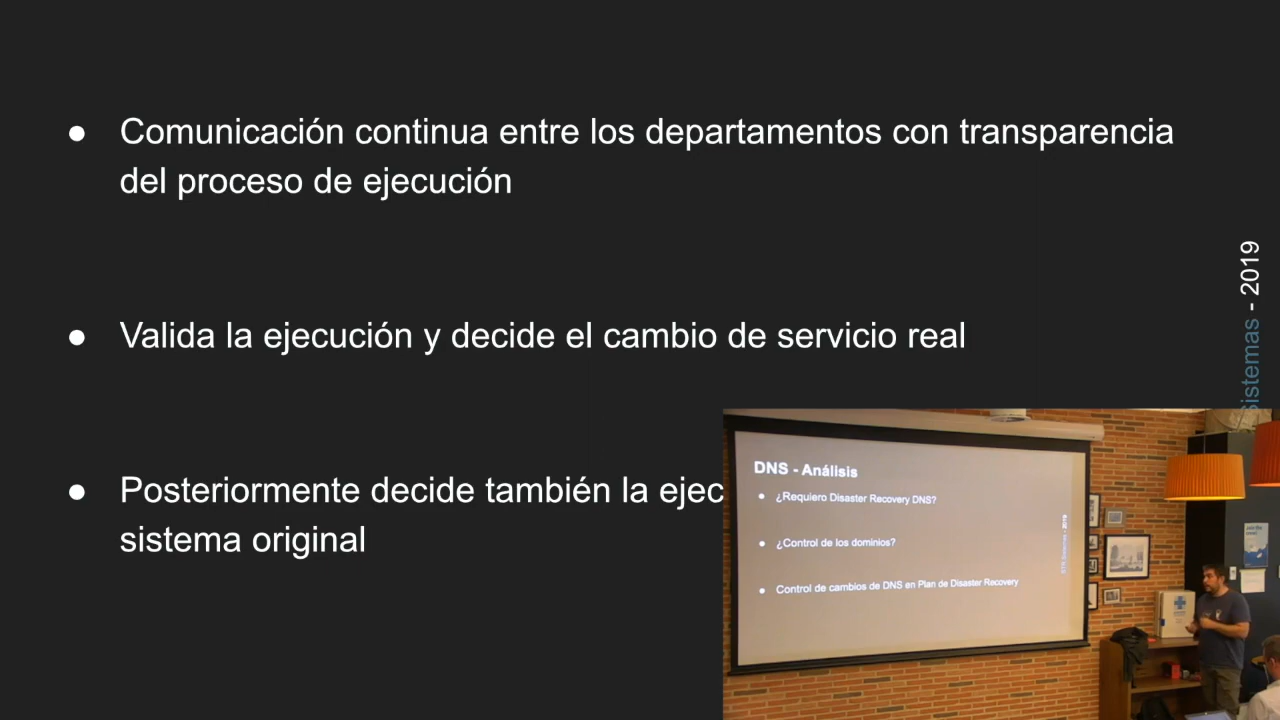 ● Comunicación continua entre los departamentos con transparencia
del proceso de ejecución
● Valida la ejecución y decide el cambio de servicio real
● Posteriormente decide también la ejec
sistema original
Sistemas - 2019
DNS - Análisis
● ¿Requiero Disaster Recovery DNS?
● ¿Control de los dominios?
● Control de cambios de DNS en Plan de Disaster Recovery